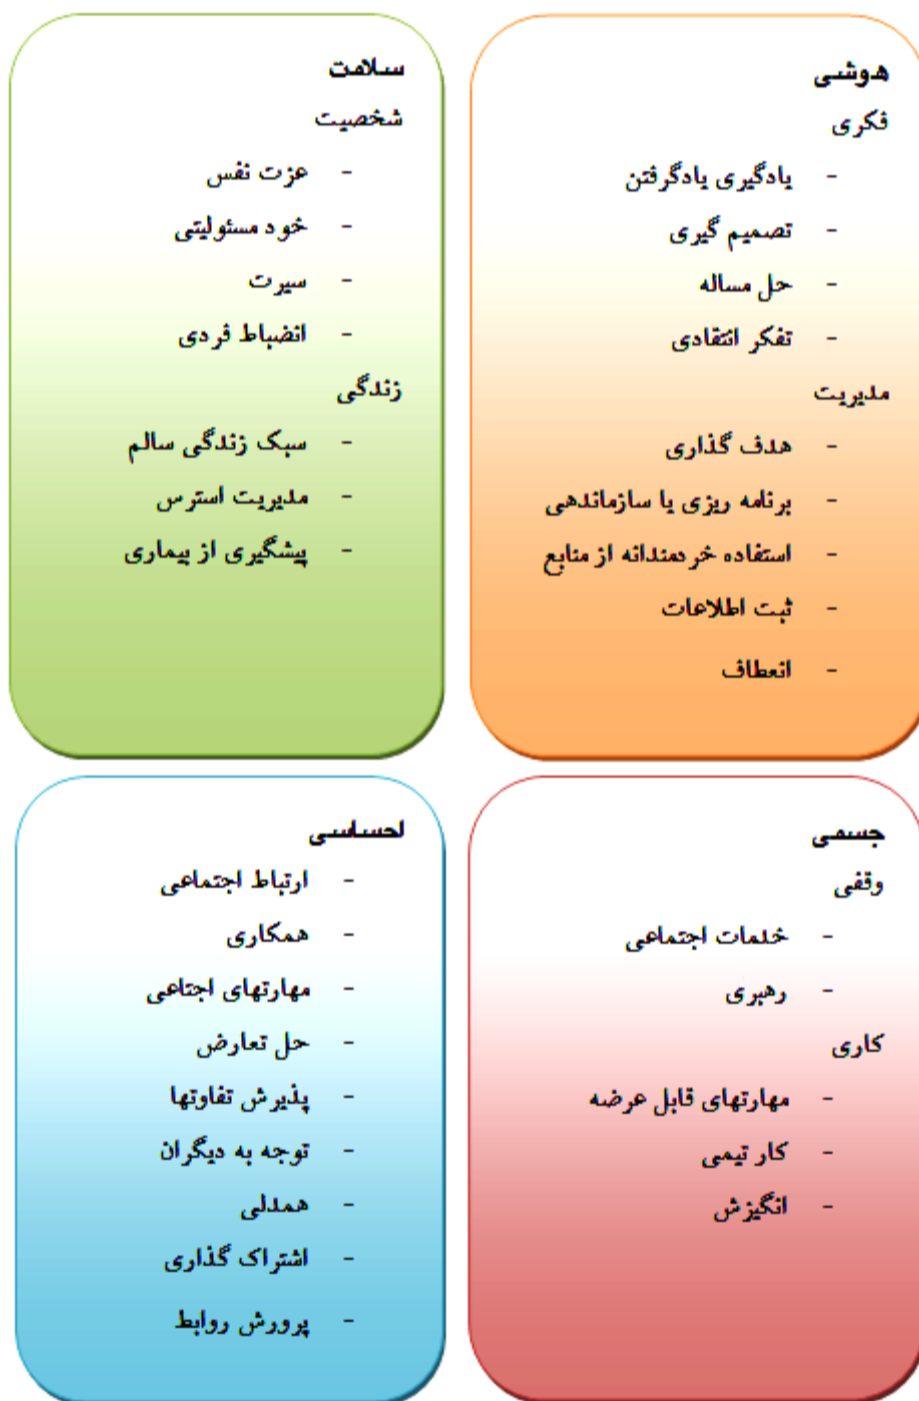 هوشی
فکری
- یادگیری یادگرفتن
- تصمیم گیری
- حل مساله
- تفکر انتقادی
مدیریت
- هدف گذاری
- برنامه ریزی یا سازماندهی
- استفاده خردمندانه از منابع
- ثبت اطلاعات
- انعطاف
سلامت
شخصیت
- عزت نفس
- خود مسئولیتی
- سیرت
- انضباط فردی
زندگی
- سبک زندگی سالم
- مدیریت استرس
- پیشگیری از بیماری
جسمی
وقفی
- خدمات اجتماعی
- رهبری
کاری
- مهارتهای قابل عرضه
- کار تیمی
- انگیزش
احساسی
- ارتباط اجتماعی
- همکاری
- مهارتهای اجتاعی
- حل تعارض
- پذیرش تفاوتها
- توجه به دیگران
- همدلی
- اشتراک گذاری
- پرورش روابط